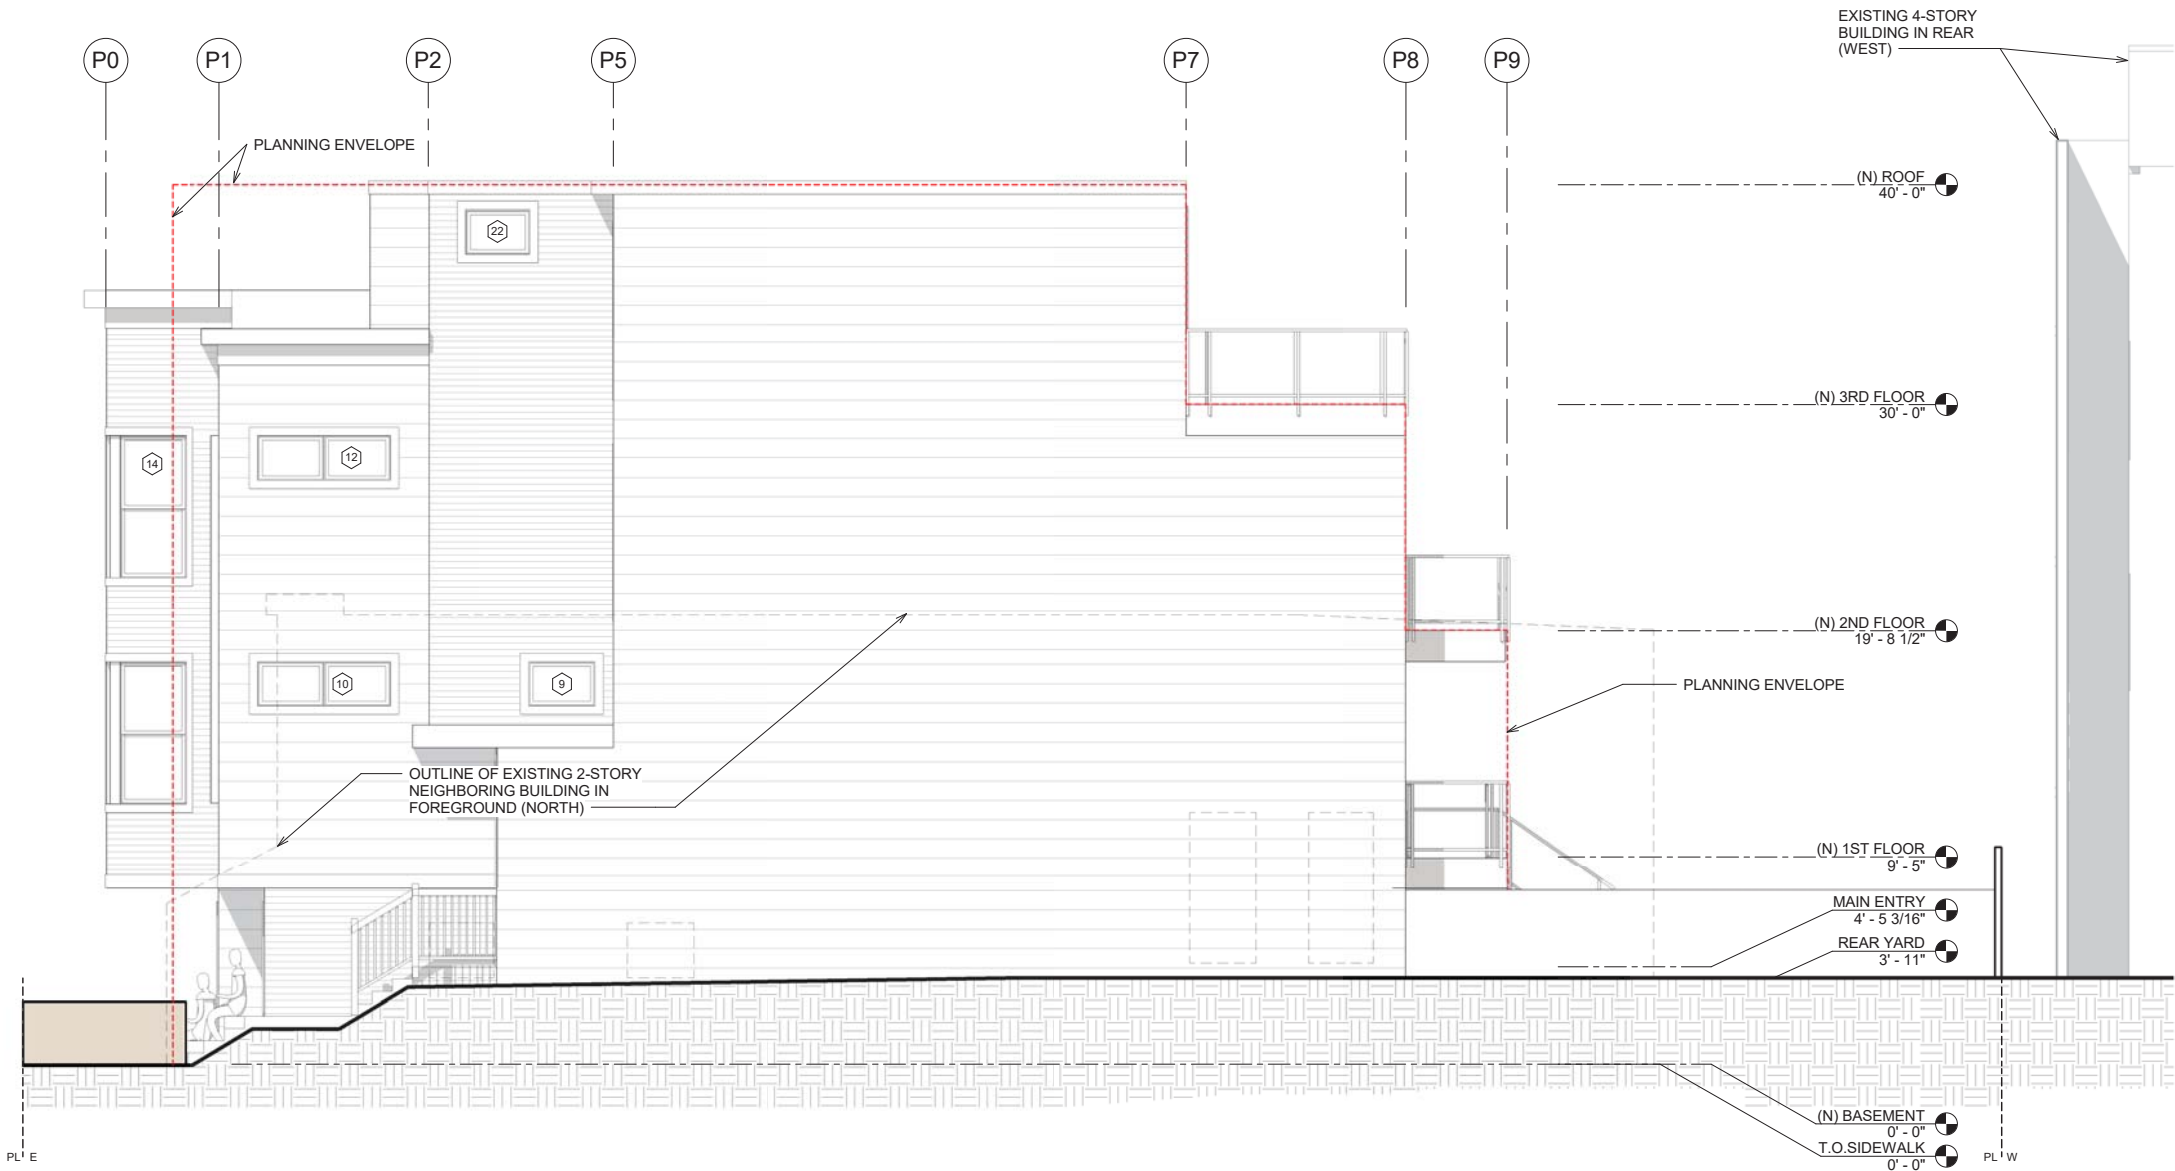 EXISTING 4-STORY
BUILDING IN REAR
(WEST)
P0
P1
P2
P5
P7
P8
P9
PLANNING ENVELOPE
(N) ROOF
40' - 0"
22
(N) 3RD FLOOR
30' - 0"
14
12
(N) 2ND FLOOR
19' - 8 1/2"
10
9
PLANNING ENVELOPE
OUTLINE OF EXISTING 2-STORY
NEIGHBORING BUILDING IN
FOREGROUND (NORTH)
(N) 1ST FLOOR
9' - 5"
MAIN ENTRY
4' - 5 3/16"
REAR YARD
3' - 11"
(N) BASEMENT
0' - 0"
T.O.SIDEWALK
0' - 0"
PL E
PL W